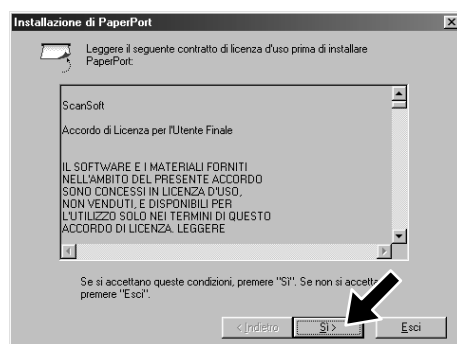 Installazione di PaperPort
Leggere il seguente contratto di licenza d'uso prima di installare
PaperPort:
ScanSoft
Accordo di Licenza per l'Utente Finale
IL SOFTWARE E I MATERIALI FORNITI
NELL'AMBITO DEL PRESENTE ACCORDO
SONO CONCESSI IN LICENZA D'USO,
NON VENDUTI, E DISPONIBILI PER
L'UTILIZZO SOLO NEI TERMINI DI QUESTO
ACCORDO DI LICENZA. LEGGERE
Se si accettano queste condizioni, premere "Sì". Se non si
premere "Esci".
< Indietro Sì > Esci